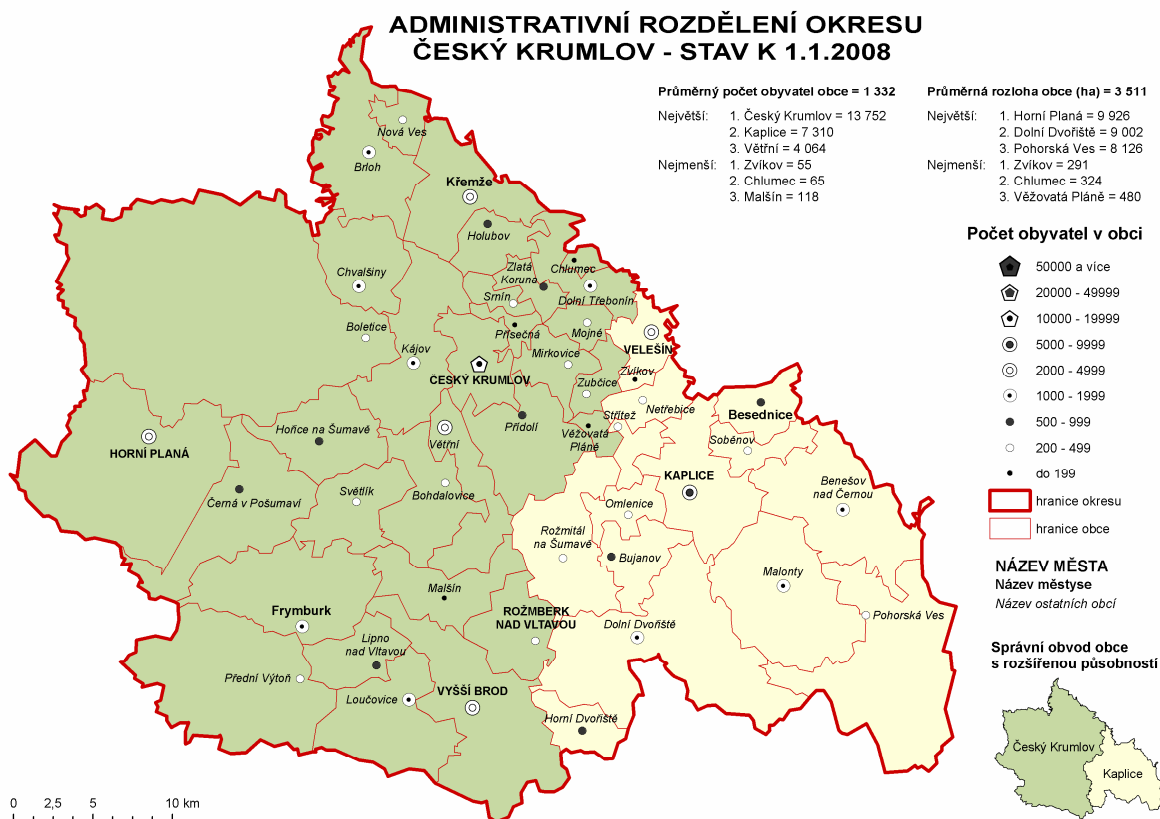 ADMINISTRATIVNÍ ROZDĚLENÍ OKRESU
ČESKÝ KRUMLOV - STAV K 1.1.2008
Průměrný počet obyvatel obce = 1 332
Největší: 1. Český Krumlov = 13 752
2. Kaplice = 7 310
3. Větřní = 4 064
Nejmenší: 1. Zvíkov = 55
2. Chlumec = 65
3. Malšín = 118
Průměrná rozloha obce (ha) = 3 511
Největší: 1. Horní Planá = 9 926
2. Dolní Dvořiště = 9 002
3. Pohorská Ves = 8 126
Nejmenší: 1. Zvíkov = 291
2. Chlumec = 324
3. Věžovatá Pláně = 480
Počet obyvatel v obci
50000 a více
20000 - 49999
10000 - 19999
5000 - 9999
2000 - 4999
1000 - 1999
500 - 999
200 - 499
do 199
hranice okresu
hranice obce
NÁZEV MĚSTA
Název městyse
Název ostatních obcí
Správní obvod obce
s rozšířenou působností
Český Krumlov
Kaplice
Nová Ves
Brloh
Křemže
Holubov
Chvalšiny
Zlatá
Koruna
Chlumec
Srnín
Dolní Třebonín
Boletice
Přísečná
Mojné
Kájov
Mirkovice
VELEŠÍN
ČESKÝ KRUMLOV
Zvíkov
Zubčice
Netřebice
Besednice
Hořice na Šumavě
Větřní
Přídolí
Střítež
Věžovatá
Pláně
Soběnov
HORNÍ PLANÁ
KAPLICE
Benešov
nad Černou
Černá v Pošumaví
Světlík
Bohdalovice
Omlenice
Rožmitál
na Šumavě
Bujanov
Malonty
Malšín
Frymburk
ROŽMBERK
NAD VLTAVOU
Dolní Dvořiště
Pohorská Ves
Lipno
nad Vltavou
Přední Výtoň
Loučovice
VYŠŠÍ BROD
Horní Dvořiště
0 2,5 5 10 km